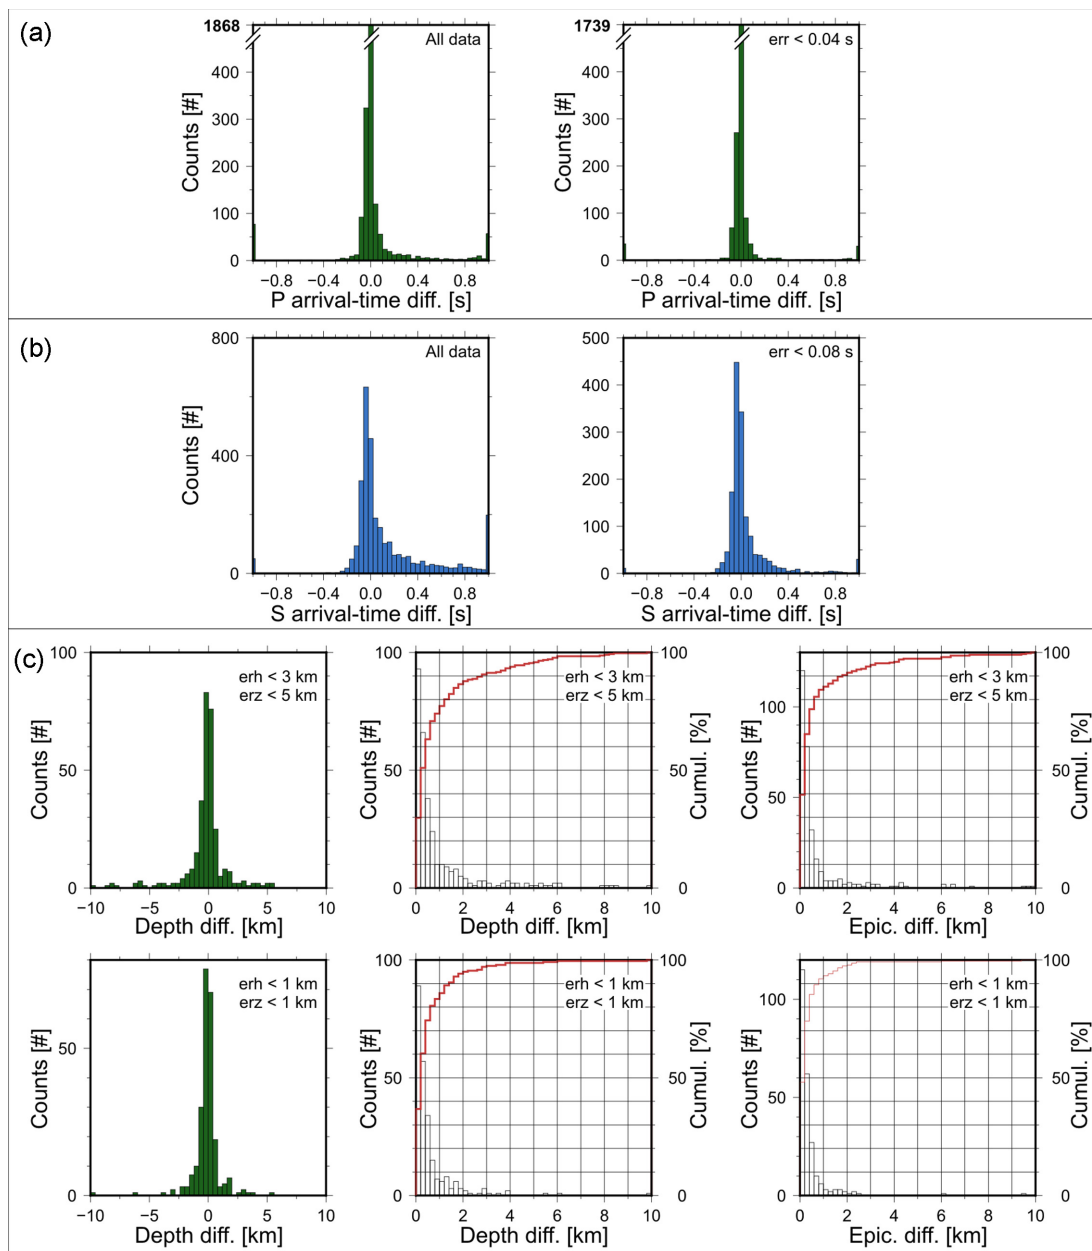 (a)
1868
All data
400
300
200
100
0
Counts [#]
−0.8 −0.4 0.0 0.4 0.8
P arrival-time diff. [s]
1739
err < 0.04 s
400
300
200
100
0
Counts [#]
−0.8 −0.4 0.0 0.4 0.8
P arrival-time diff. [s]
(b)
800
All data
400
0
Counts [#]
−0.8 −0.4 0.0 0.4 0.8
S arrival-time diff. [s]
500
err < 0.08 s
400
300
200
100
0
Counts [#]
−0.8 −0.4 0.0 0.4 0.8
S arrival-time diff. [s]
(c)
100
erh < 3 km
erz < 5 km
50
0
Counts [#]
−10 −5 0 5 10
Depth diff. [km]
100
erh < 3 km
erz < 5 km
50
0
Counts [#]
100
50
0
Cumul. [%]
0 2 4 6 8 10
Depth diff. [km]
erh < 3 km
erz < 5 km
100
50
0
Counts [#]
100
50
0
Cumul. [%]
0 2 4 6 8 10
Epic. diff. [km]
erh < 1 km
erz < 1 km
50
0
Counts [#]
−10 −5 0 5 10
Depth diff. [km]
100
erh < 1 km
erz < 1 km
50
0
Counts [#]
100
50
0
Cumul. [%]
0 2 4 6 8 10
Depth diff. [km]
erh < 1 km
erz < 1 km
100
50
0
Counts [#]
100
50
0
Cumul. [%]
0 2 4 6 8 10
Epic. diff. [km]